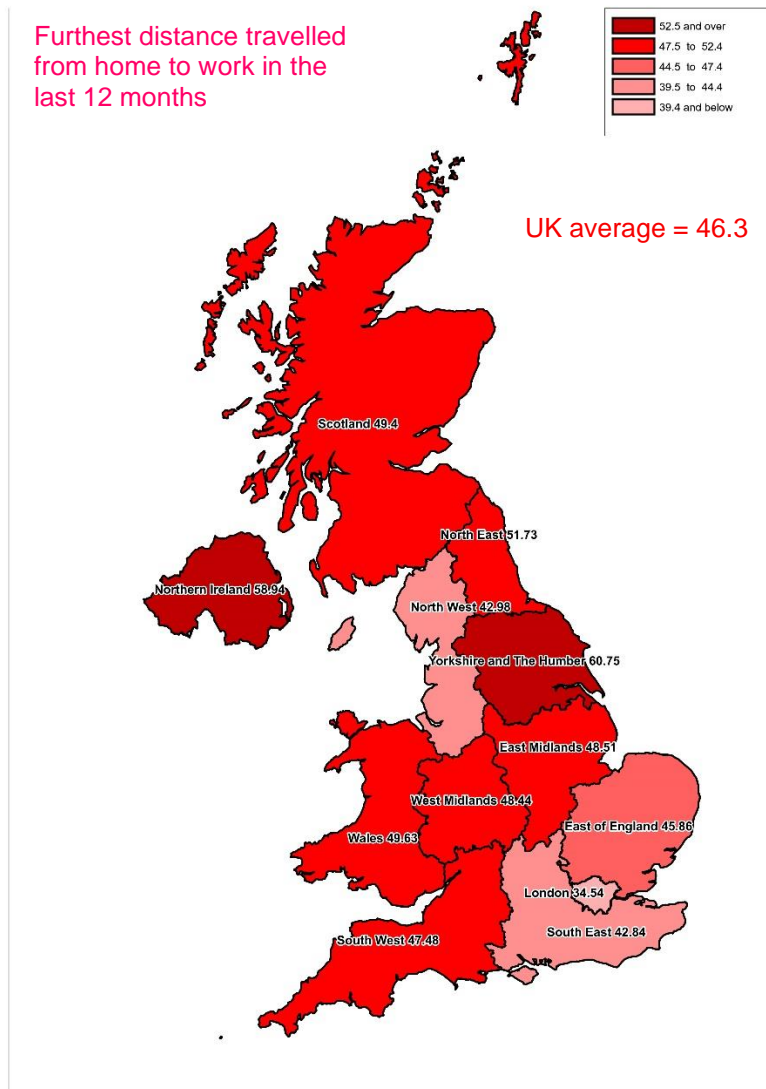 Furthest distance travelled
from home to work in the
last 12 months
52.5 and over
47.5 to 52.4
44.5 to 47.4
39.5 to 44.4
39.4 and below
UK average = 46.3
Scotland 49.4
North East 51.73
Northern Ireland 58.94
North West 42.98
Yorkshire and The Humber 60.75
East Midlands 48.51
West Midlands 48.44
East of England 45.86
Wales 49.63
London 34.54
South East 42.84
South West 47.48